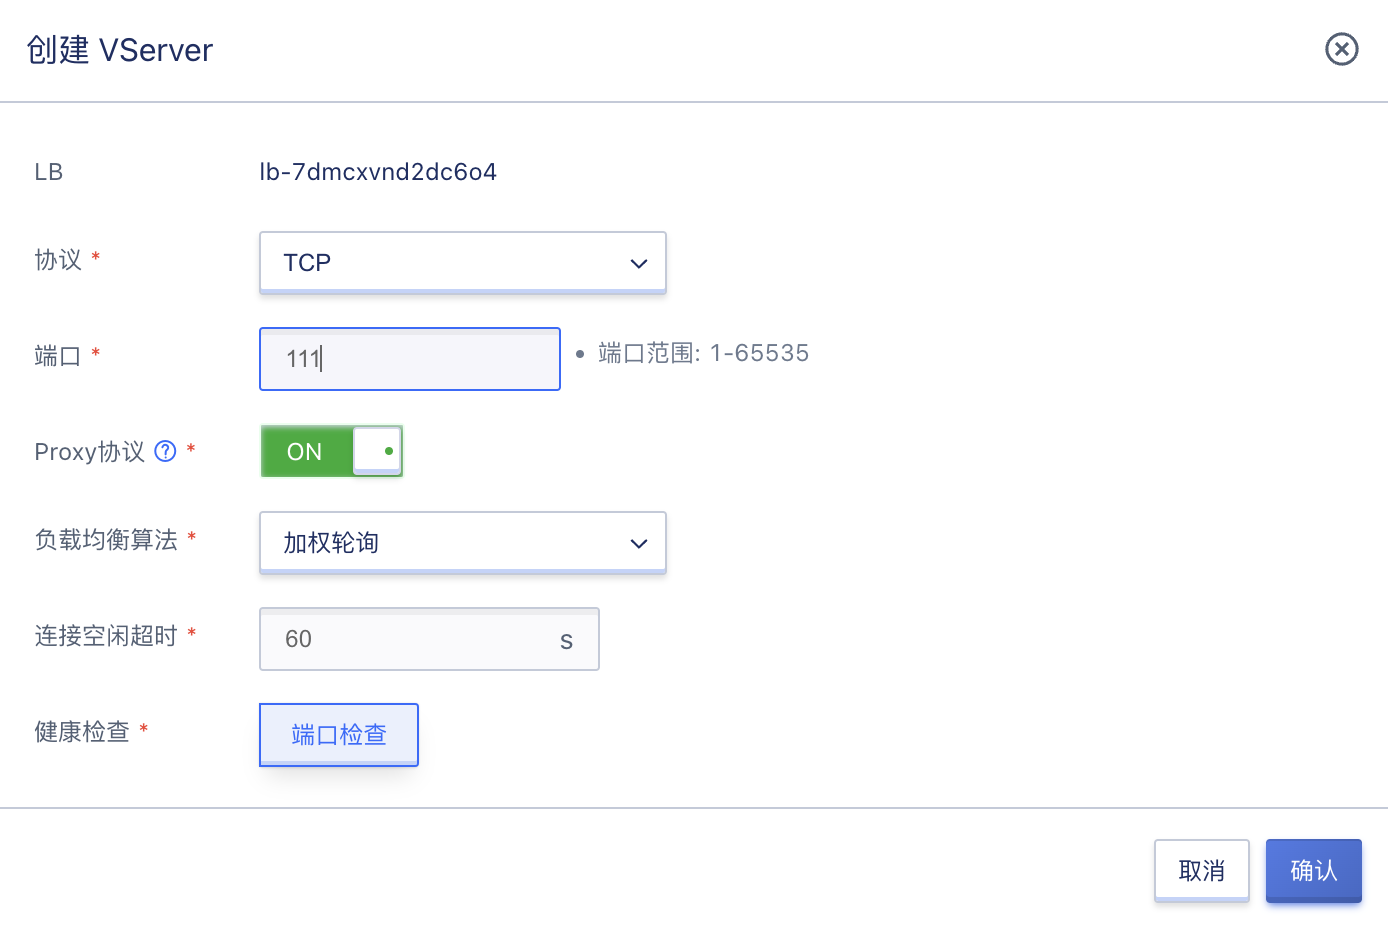 创建 VServer
LB lb-7dmcxvnd2dc6o4
协议 * TCP
端口 * 111 • 端口范围: 1-65535
Proxy协议 ? * ON
负载均衡算法 * 加权轮询
连接空闲超时 * 60 s
健康检查 * 端口检查
取消 确认